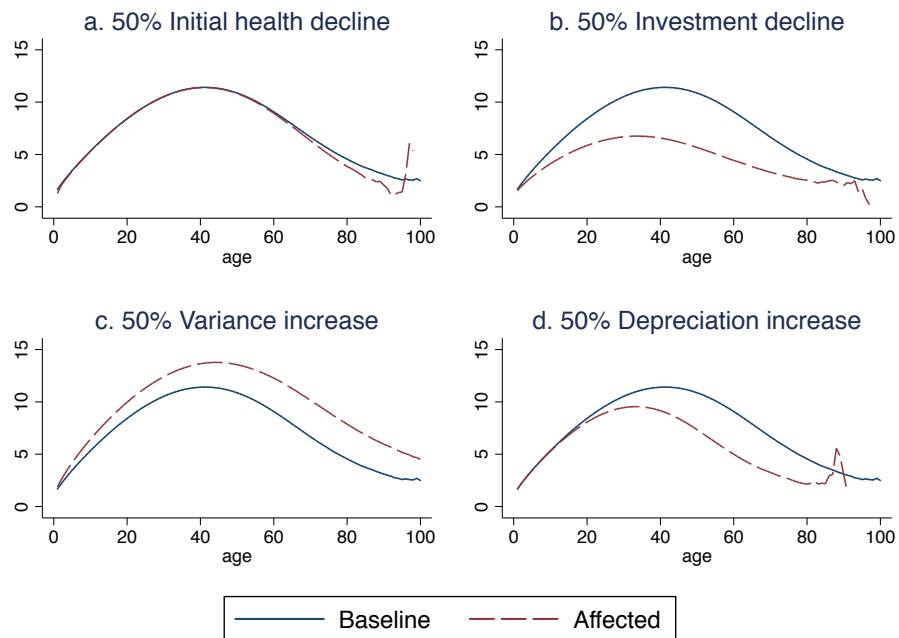 a. 50% Initial health decline
15
10
5
0
0 20 40 60 80 100
age
b. 50% Investment decline
15
10
5
0
0 20 40 60 80 100
age
c. 50% Variance increase
15
10
5
0
0 20 40 60 80 100
age
d. 50% Depreciation increase
15
10
5
0
0 20 40 60 80 100
age
Baseline Affected